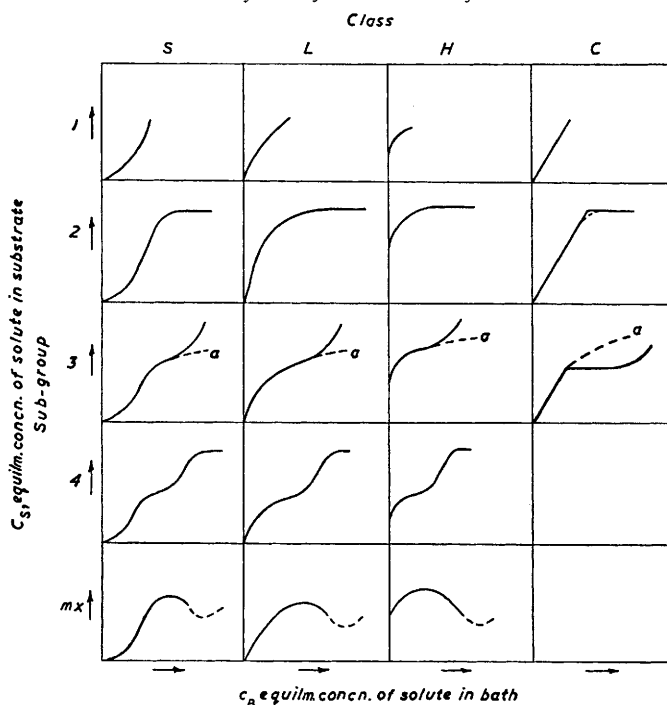 Class
S L H C
1
2
3
4
mx
a
a
a
a
C_S, equilm. concn. of solute in substrate
Sub-group
c_B equilm. concn. of solute in bath